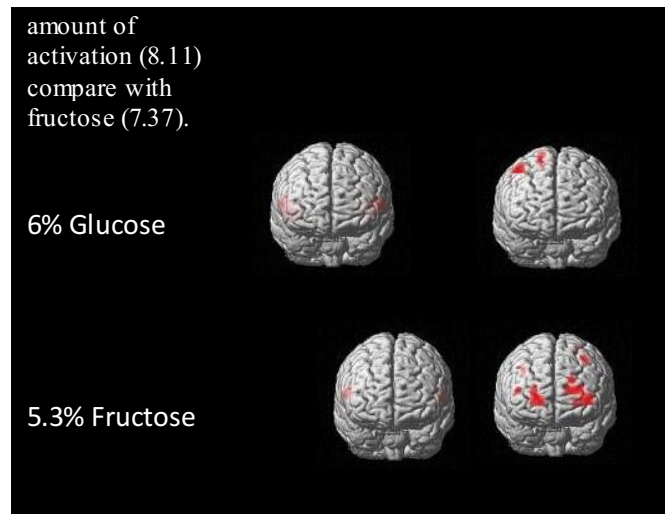 amount of
activation (8.11)
compare with
fructose (7.37).
6% Glucose
5.3% Fructose